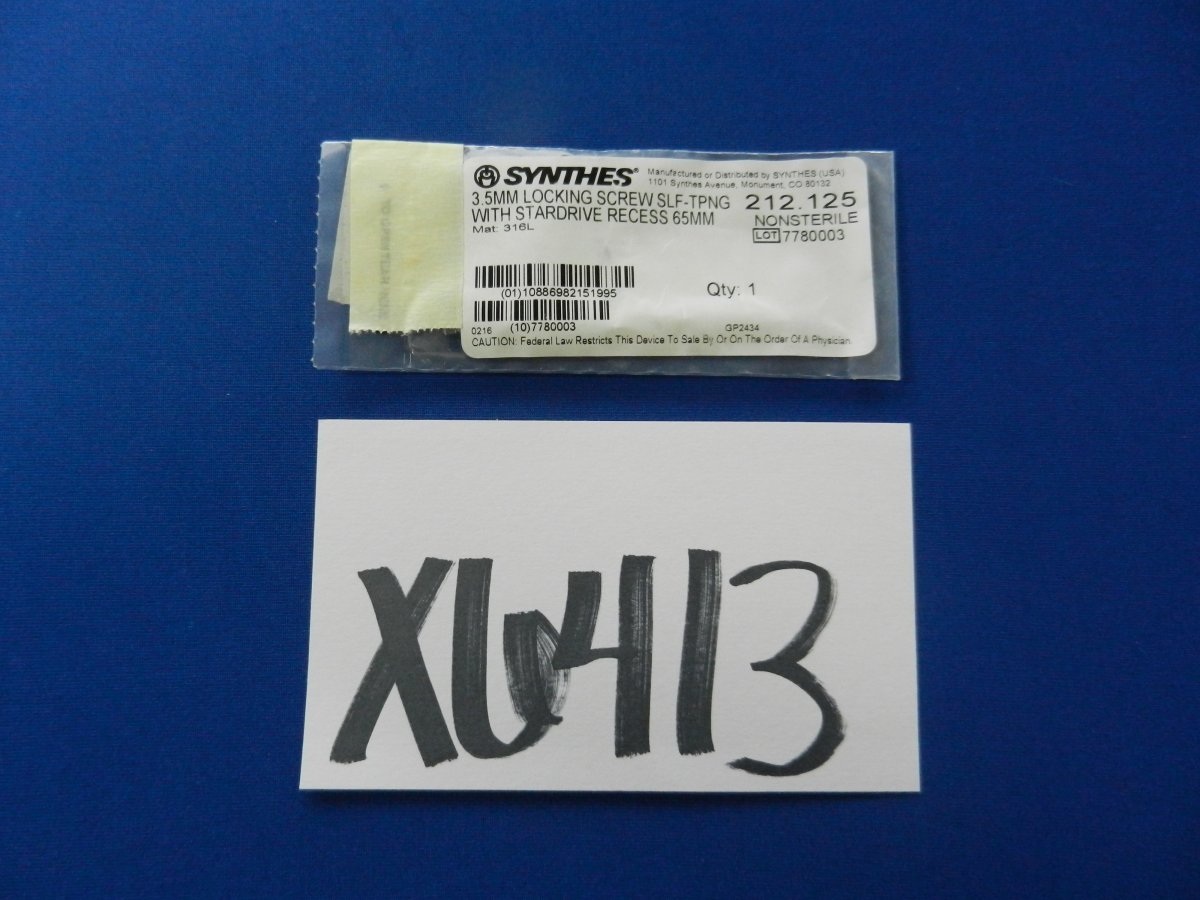 SYNTHES® Manufactured or Distributed by SYNTHES (USA)
1101 Synthes Avenue, Monument, CO 80132
3.5MM LOCKING SCREW SLF-TPNG 212.125
WITH STARDRIVE RECESS 65MM NONSTERILE
Mat: 316L LOT 7780003
(01)10886982151995 Qty: 1
0216 (10)7780003 GP2434
CAUTION: Federal Law Restricts This Device To Sale By Or On The Order Of A Physician
413